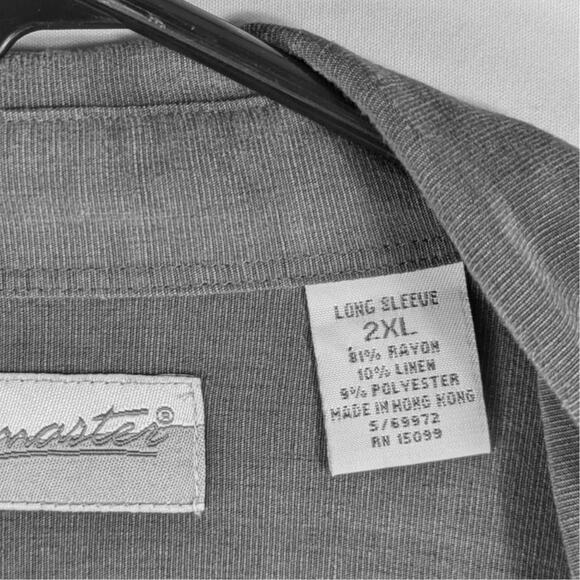 LONG SLEEVE
2XL
81% RAYON
10% LINEN
9% POLYESTER
MADE IN HONG KONG
5/69972
RN 15099
master®